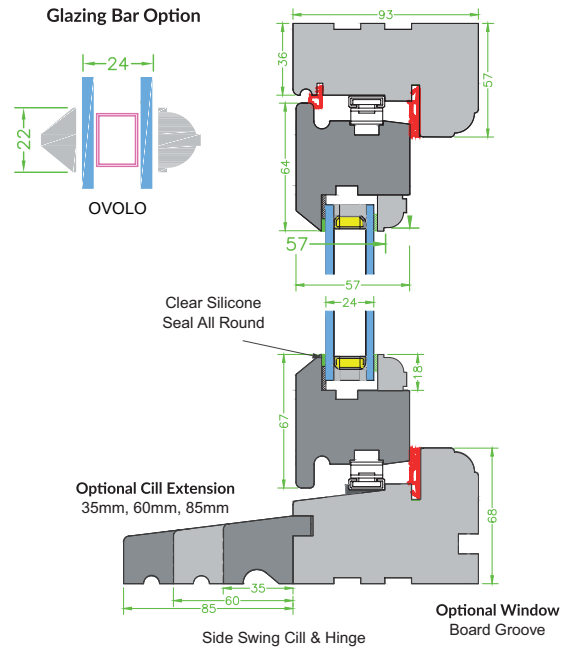 Glazing Bar Option
24
22
OVOLO
93
36
57
64
57
57
24
Clear Silicone
Seal All Round
18
67
Optional Cill Extension
35mm, 60mm, 85mm
68
35
60
85
Optional Window
Board Groove
Side Swing Cill & Hinge